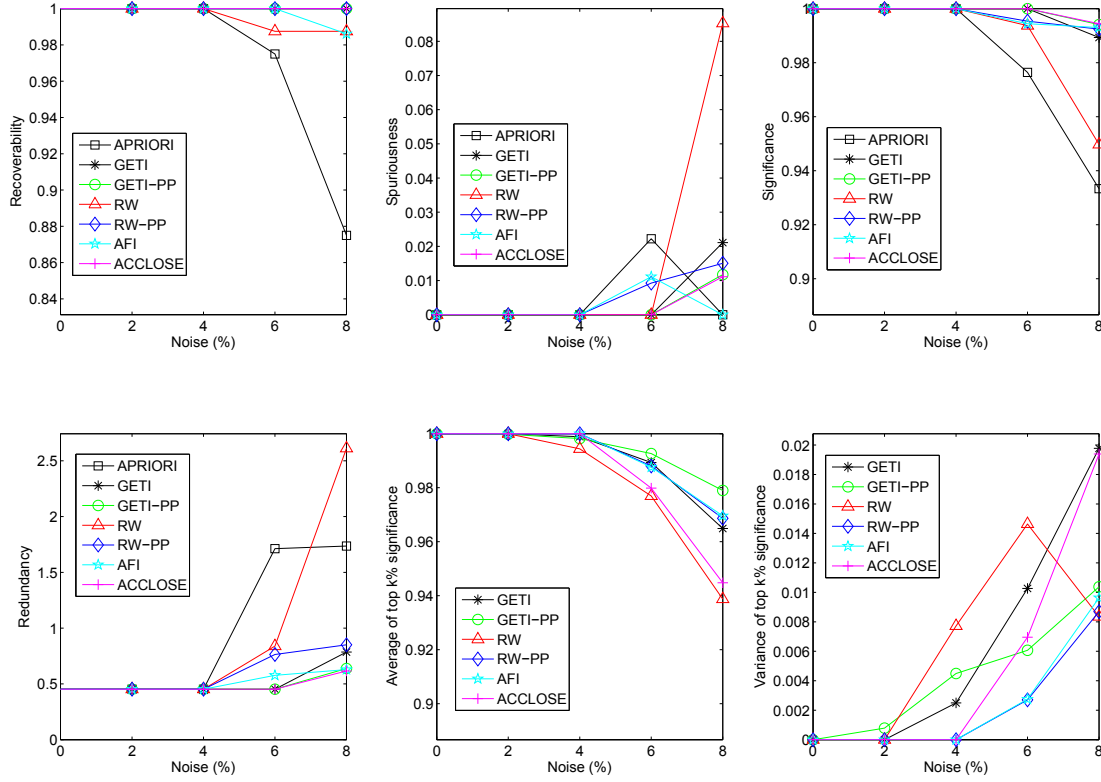 1
0.98
0.96
0.94
0.92
0.9
0.88
0.86
0.84
Recoverability
APRIORI
GETI
GETI−PP
RW
RW−PP
AFI
ACCLOSE
0
2
4
6
8
Noise (%)
0.08
0.07
0.06
0.05
0.04
0.03
0.02
0.01
0
Spuriousness
APRIORI
GETI
GETI−PP
RW
RW−PP
AFI
ACCLOSE
0
2
4
6
8
Noise (%)
1
0.98
0.96
0.94
0.92
0.9
Significance
APRIORI
GETI
GETI−PP
RW
RW−PP
AFI
ACCLOSE
0
2
4
6
8
Noise (%)
2.5
2
1.5
1
0.5
0
Redundancy
APRIORI
GETI
GETI−PP
RW
RW−PP
AFI
ACCLOSE
0
2
4
6
8
Noise (%)
1
0.98
0.96
0.94
0.92
0.9
Average of top k% significance
GETI
GETI−PP
RW
RW−PP
AFI
ACCLOSE
0
2
4
6
8
Noise (%)
0.02
0.018
0.016
0.014
0.012
0.01
0.008
0.006
0.004
0.002
0
Variance of top k% significance
GETI
GETI−PP
RW
RW−PP
AFI
ACCLOSE
0
2
4
6
8
Noise (%)